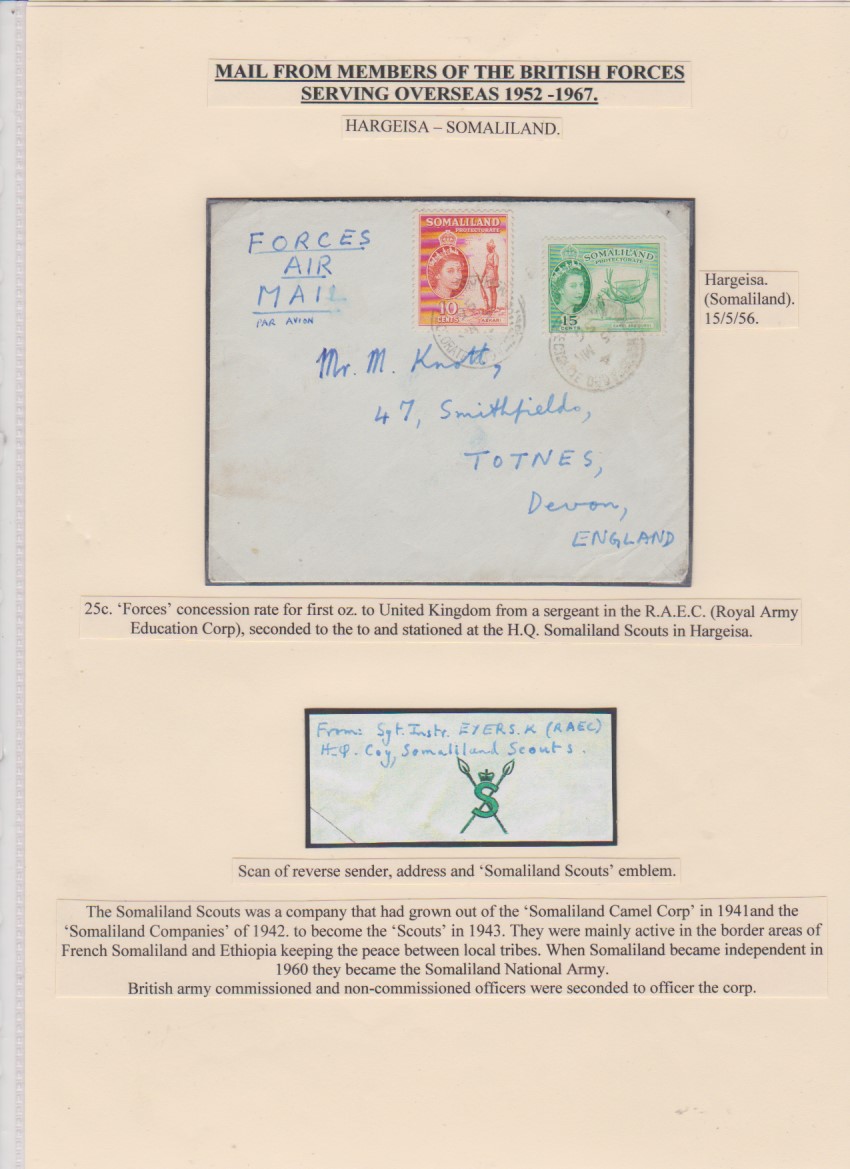 MAIL FROM MEMBERS OF THE BRITISH FORCES
SERVING OVERSEAS 1952 -1967.
HARGEISA – SOMALILAND.
FORCES
AIR
MAIL
PAR AVION
SOMALILAND
PROTECTORATE
10
CENTS
SOMALILAND
PROTECTORATE
15
CENTS
Mr. M. Knott,
47, Smithfields,
TOTNES,
Devon,
ENGLAND
Hargeisa.
(Somaliland).
15/5/56.
25c. ‘Forces’ concession rate for first oz. to United Kingdom from a sergeant in the R.A.E.C. (Royal Army
Education Corp), seconded to the to and stationed at the H.Q. Somaliland Scouts in Hargeisa.
From: Sgt. Instr. EYERS. K (RAEC)
H.Q. Coy, Somaliland Scouts.
S
Scan of reverse sender, address and ‘Somaliland Scouts’ emblem.
The Somaliland Scouts was a company that had grown out of the ‘Somaliland Camel Corp’ in 1941and the
‘Somaliland Companies’ of 1942. to become the ‘Scouts’ in 1943. They were mainly active in the border areas of
French Somaliland and Ethiopia keeping the peace between local tribes. When Somaliland became independent in
1960 they became the Somaliland National Army.
British army commissioned and non-commissioned officers were seconded to officer the corp.